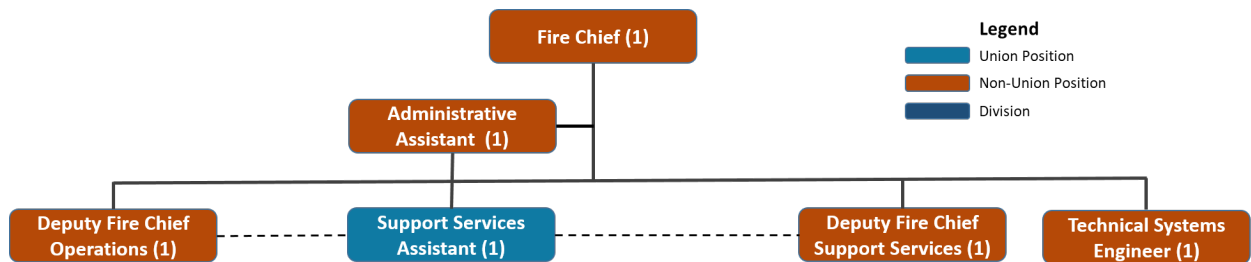 Fire Chief (1)
Legend
Union Position
Non-Union Position
Division
Administrative
Assistant  (1)
Deputy Fire Chief
Operations (1)
Support Services
Assistant (1)
Deputy Fire Chief
Support Services (1)
Technical Systems
Engineer (1)